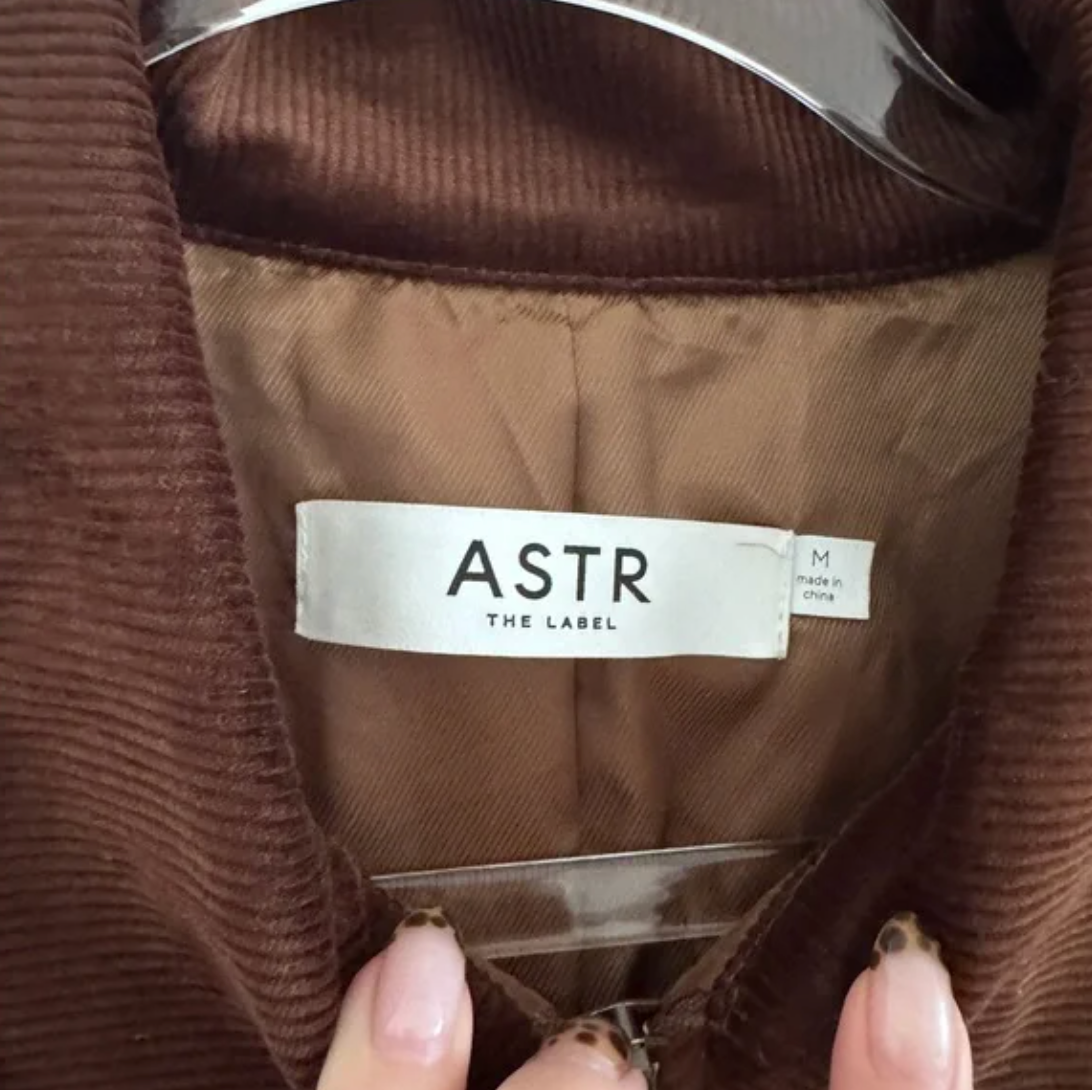 ASTR
THE LABEL
M
made in
china